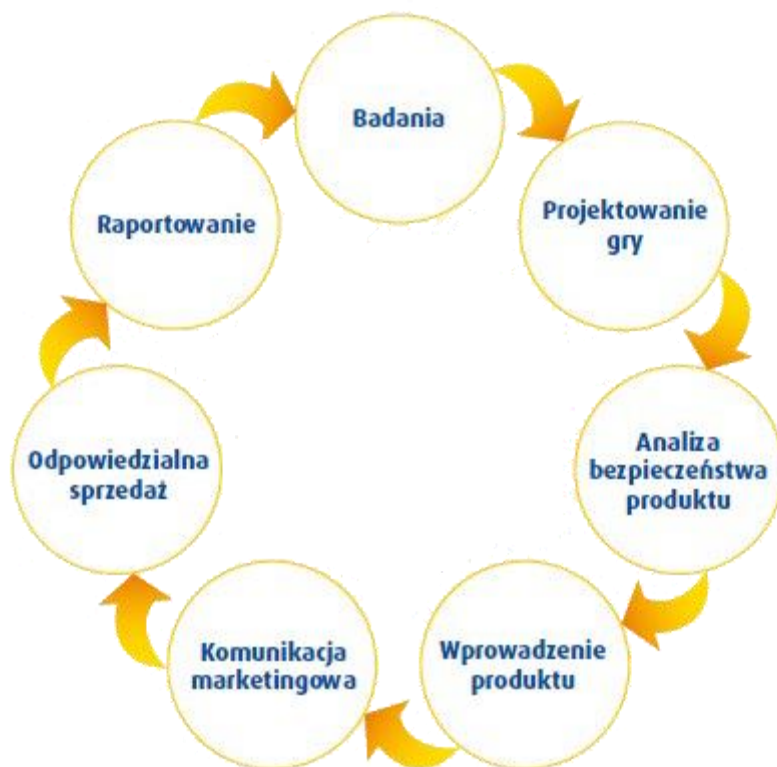 Badania
Projektowanie
gry
Analiza
bezpieczeństwa
produktu
Wprowadzenie
produktu
Komunikacja
marketingowa
Odpowiedzialna
sprzedaż
Raportowanie